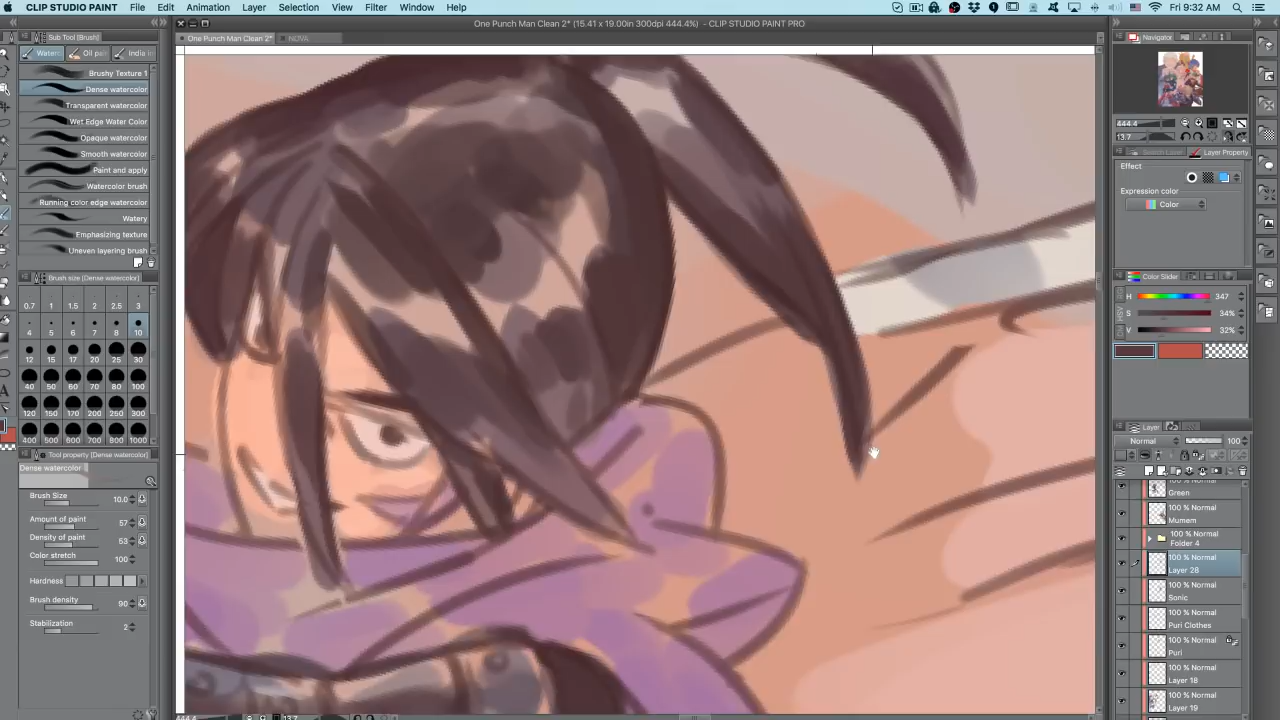 CLIP STUDIO PAINT File Edit Animation Layer Selection View Filter Window Help Fri 9:32 AM
One Punch Man Clean 2* (15.41 x 19.00in 300dpi 444.4%) - CLIP STUDIO PAINT PRO
Sub Tool [Brush] One Punch Man Clean 2* NOVA Navigator
Brushy Texture 1
Dense watercolor
Transparent watercolor
Wet Edge Water Color
Opaque watercolor
Smooth watercolor
Paint and apply
Watercolor brush
Running color edge watercolor
Watery
Emphasizing texture
Uneven layering brush
Brush size [Dense watercolor]
0.7 1 1.5 2 2.5 3
4 5 6 7 8 10
12 15 17 20 25 30
40 50 60 70 80 100
120 150 170 200 250 300
400 500 600 700 800 1000
Tool property [Dense watercolor]
Dense watercolor
Brush Size 10.0
Amount of paint 57
Density of paint 53
Color stretch 100
Hardness
Brush density 90
Stabilization 2
444.4
13.7
Layer Property
Effect
Expression color
Color
Color Slider
H 347
S 34%
V 32%
Layer
Normal 100
100 % Normal
Green
100 % Normal
Mumem
100 % Normal
Folder 4
100 % Normal
Layer 28
100 % Normal
Sonic
100 % Normal
Puri Clothes
100 % Normal
Puri
100 % Normal
Layer 18
100 % Normal
Layer 19
444.4 13.7